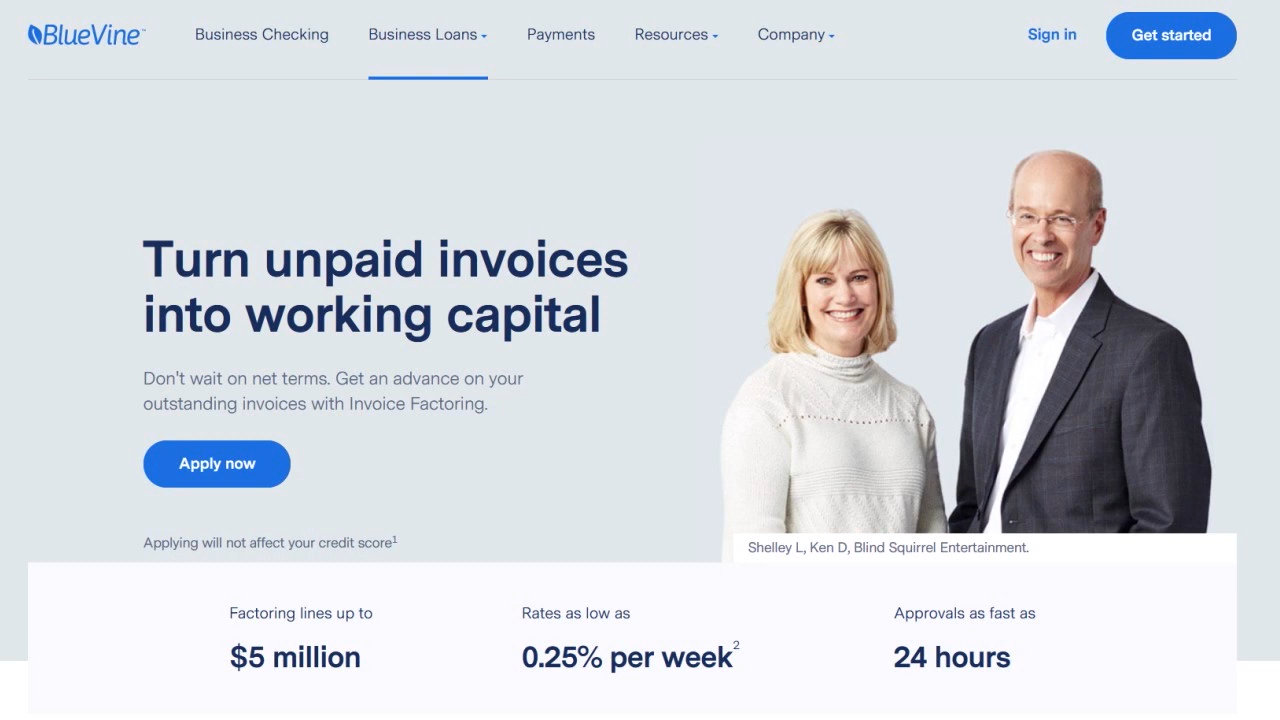 BlueVine™
Business Checking
Business Loans
Payments
Resources
Company
Sign in
Get started
Turn unpaid invoices
into working capital
Don't wait on net terms. Get an advance on your
outstanding invoices with Invoice Factoring.
Apply now
Applying will not affect your credit score¹
Shelley L, Ken D, Blind Squirrel Entertainment.
Factoring lines up to
$5 million
Rates as low as
0.25% per week²
Approvals as fast as
24 hours